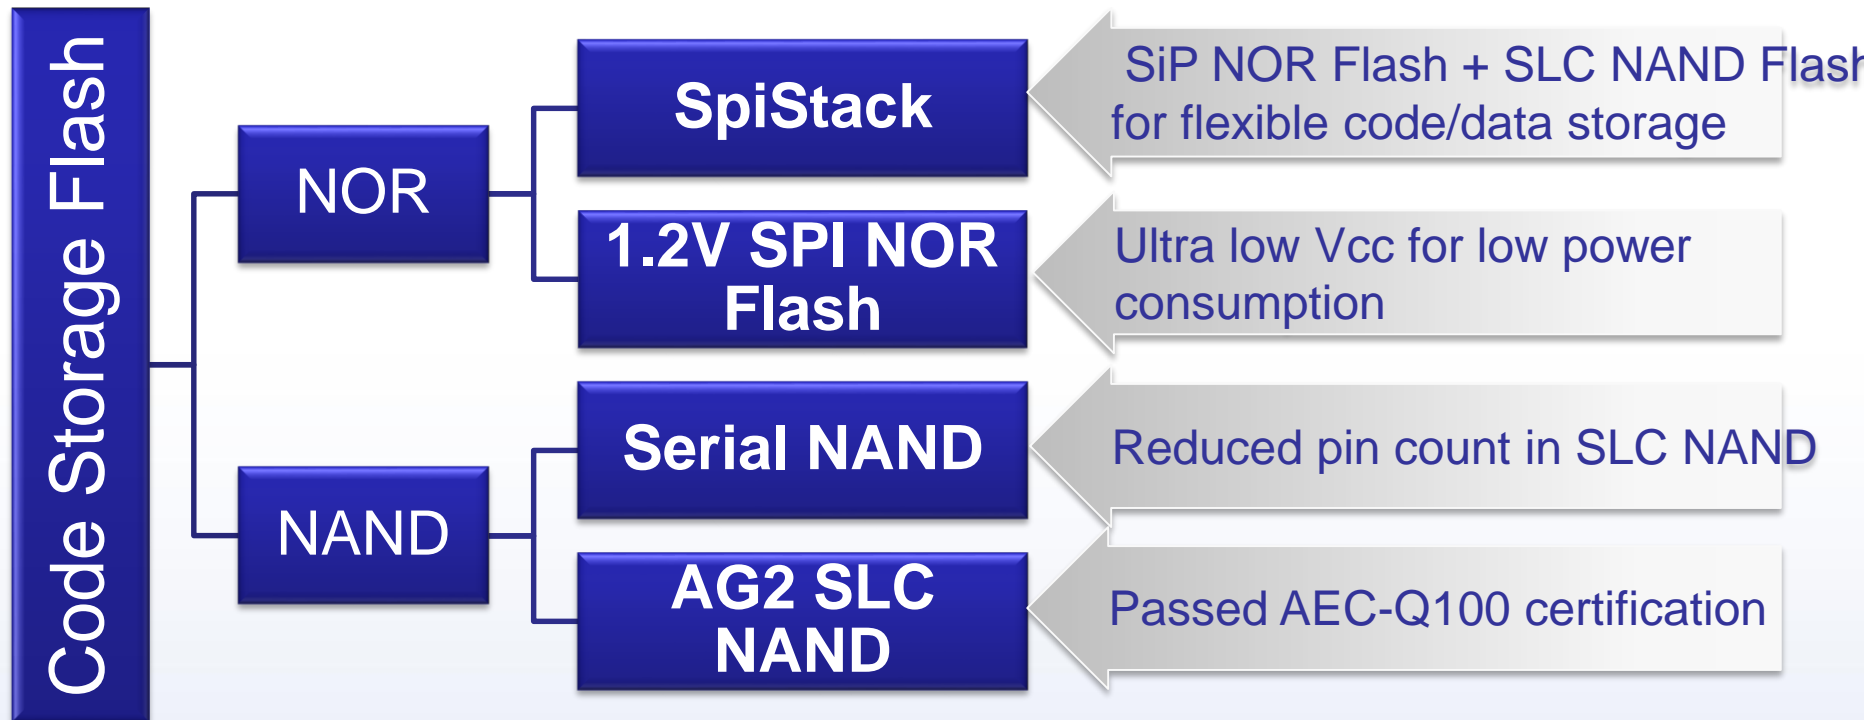 Code Storage Flash
NOR
NAND
SpiStack
1.2V SPI NOR
Flash
Serial NAND
AG2 SLC
NAND
SiP NOR Flash + SLC NAND Flash
for flexible code/data storage
Ultra low Vcc for low power
consumption
Reduced pin count in SLC NAND
Passed AEC-Q100 certification